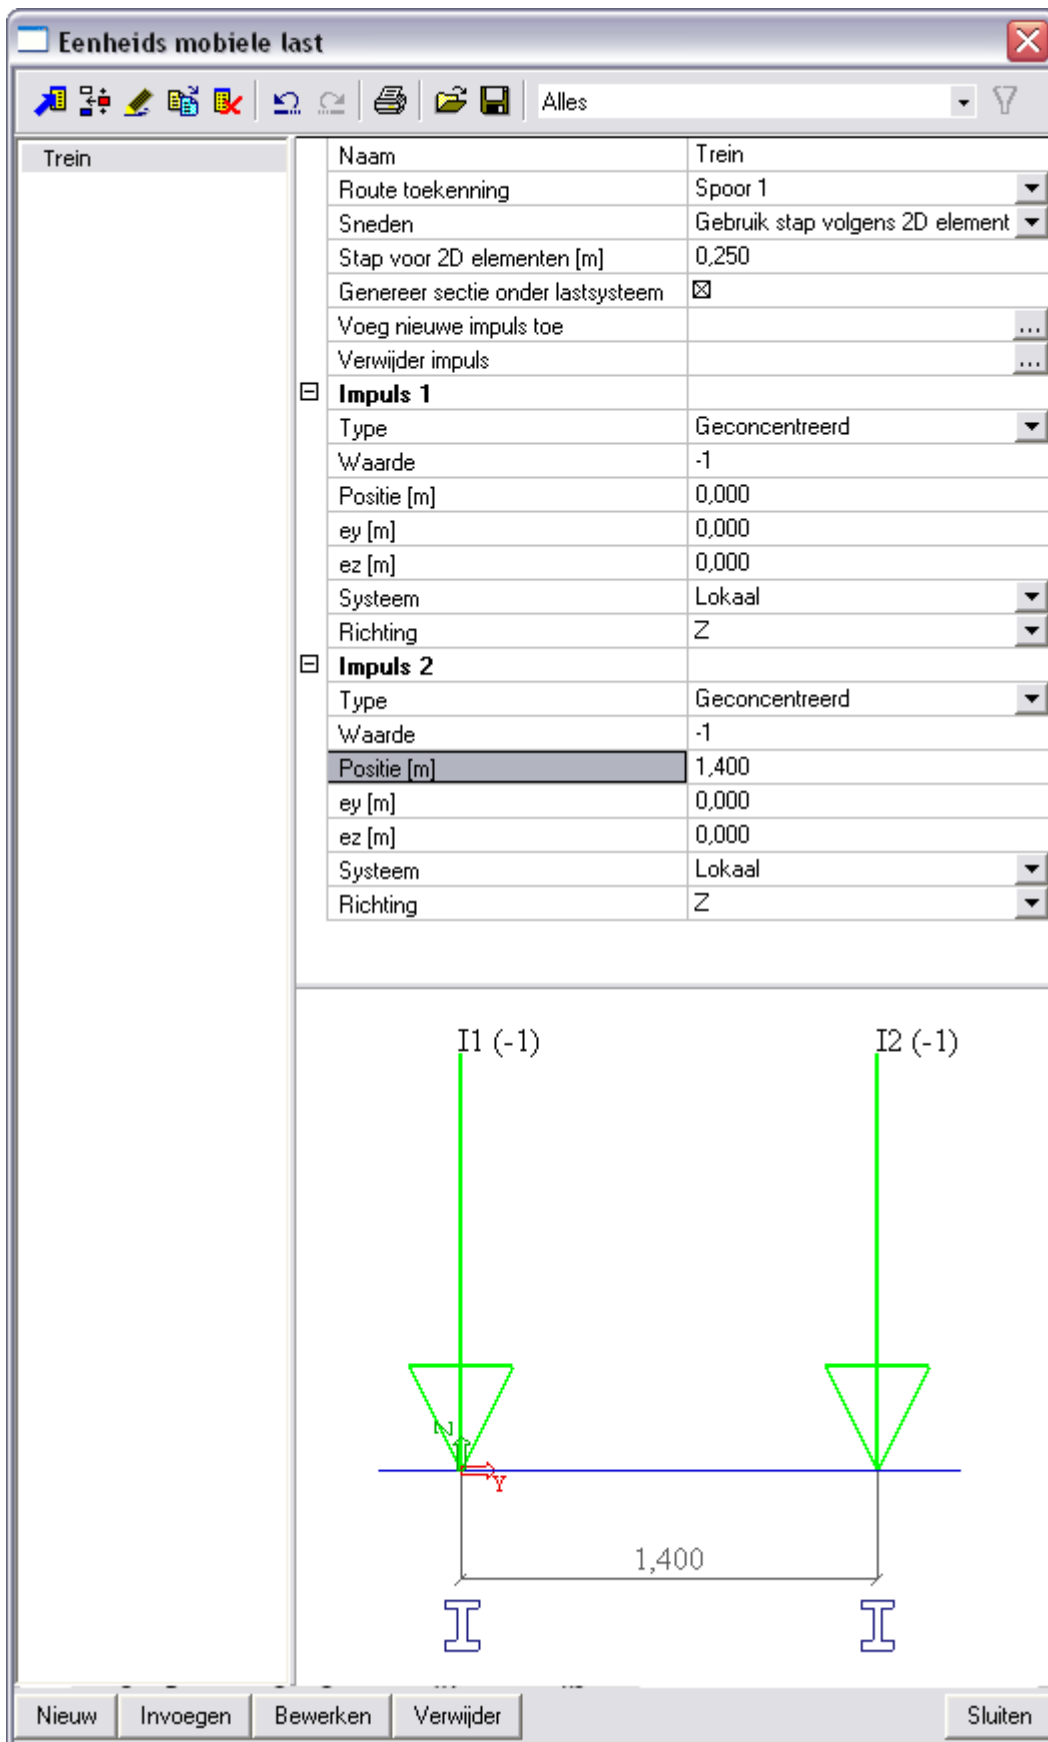 Eenheids mobiele last
Alles
Trein
Naam Trein
Route toekenning Spoor 1
Sneden Gebruik stap volgens 2D element
Stap voor 2D elementen [m] 0,250
Genereer sectie onder lastsysteem
Voeg nieuwe impuls toe ...
Verwijder impuls ...
Impuls 1
Type Geconcentreerd
Waarde -1
Positie [m] 0,000
ey [m] 0,000
ez [m] 0,000
Systeem Lokaal
Richting Z
Impuls 2
Type Geconcentreerd
Waarde -1
Positie [m] 1,400
ey [m] 0,000
ez [m] 0,000
Systeem Lokaal
Richting Z
I1 (-1) I2 (-1)
Z
Y
1,400
Nieuw Invoegen Bewerken Verwijder Sluiten